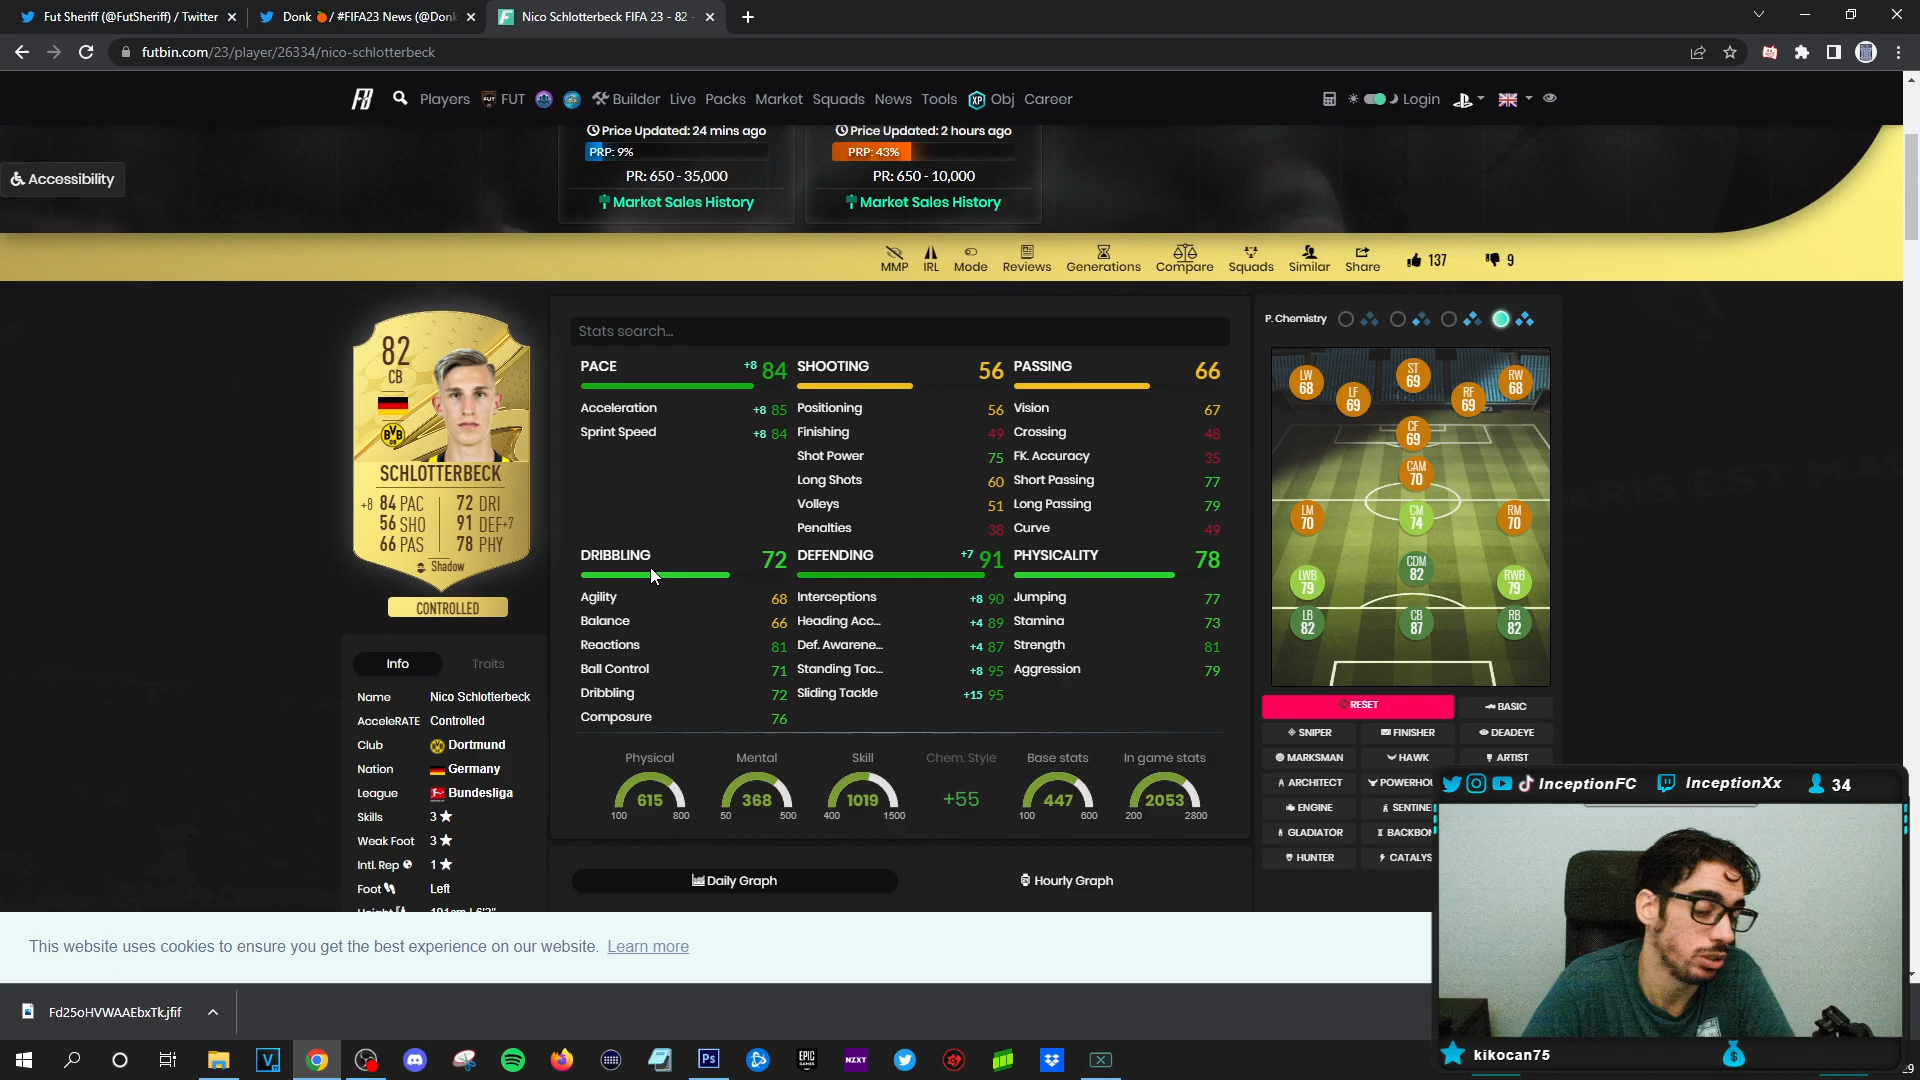 Fut Sheriff (@FutSheriff) / Twitter
Donk / #FIFA23 News (@Donk
Nico Schlotterbeck FIFA 23 - 82 -
futbin.com/23/player/26334/nico-schlotterbeck
Players FUT Builder Live Packs Market Squads News Tools XP Obj Career
Login
Accessibility
Price Updated: 24 mins ago
PRP: 9%
PR: 650 - 35,000
Market Sales History
Price Updated: 2 hours ago
PRP: 43%
PR: 650 - 10,000
Market Sales History
MMP IRL Mode Reviews Generations Compare Squads Similar Share 137 9
82
CB
BVB
09
SCHLOTTERBECK
+8 84 PAC 72 DRI
56 SHO 91 DEF+7
66 PAS 78 PHY
Shadow
CONTROLLED
Info Traits
Name Nico Schlotterbeck
AcceleRATE Controlled
Club Dortmund
Nation Germany
League Bundesliga
Skills 3
Weak Foot 3
Intl. Rep 1
Foot Left
Stats search...
PACE +8 84
Acceleration +8 85
Sprint Speed +8 84
SHOOTING 56
Positioning 56
Finishing 49
Shot Power 75
Long Shots 60
Volleys 51
Penalties 38
PASSING 66
Vision 67
Crossing 48
FK. Accuracy 35
Short Passing 77
Long Passing 79
Curve 49
DRIBBLING 72
Agility 68
Balance 66
Reactions 81
Ball Control 71
Dribbling 72
Composure 76
DEFENDING +7 91
Interceptions +8 90
Heading Acc... +4 89
Def. Awarene... +4 87
Standing Tac... +8 95
Sliding Tackle +15 95
PHYSICALITY 78
Jumping 77
Stamina 73
Strength 81
Aggression 79
Physical
615
100 800
Mental
368
50 500
Skill
1019
400 1500
Chem. Style
+55
Base stats
447
100 600
In game stats
2053
200 2800
Daily Graph
Hourly Graph
P. Chemistry
LW 68
LF 69
ST 69
RF 69
RW 68
CF 69
CAM 70
LM 70
CM 74
RM 70
CDM 82
LWB 79
RWB 79
LB 82
CB 87
RB 82
RESET BASIC
SNIPER FINISHER DEADEYE
MARKSMAN HAWK ARTIST
ARCHITECT POWERHOU
ENGINE SENTINE
GLADIATOR BACKBON
HUNTER CATALYS
InceptionFC InceptionXx 34
kikocan75
This website uses cookies to ensure you get the best experience on our website. Learn more
Fd25oHVWAAEbxTk.jfif
V
Ps
EPIC
GAMES
NZXT
29